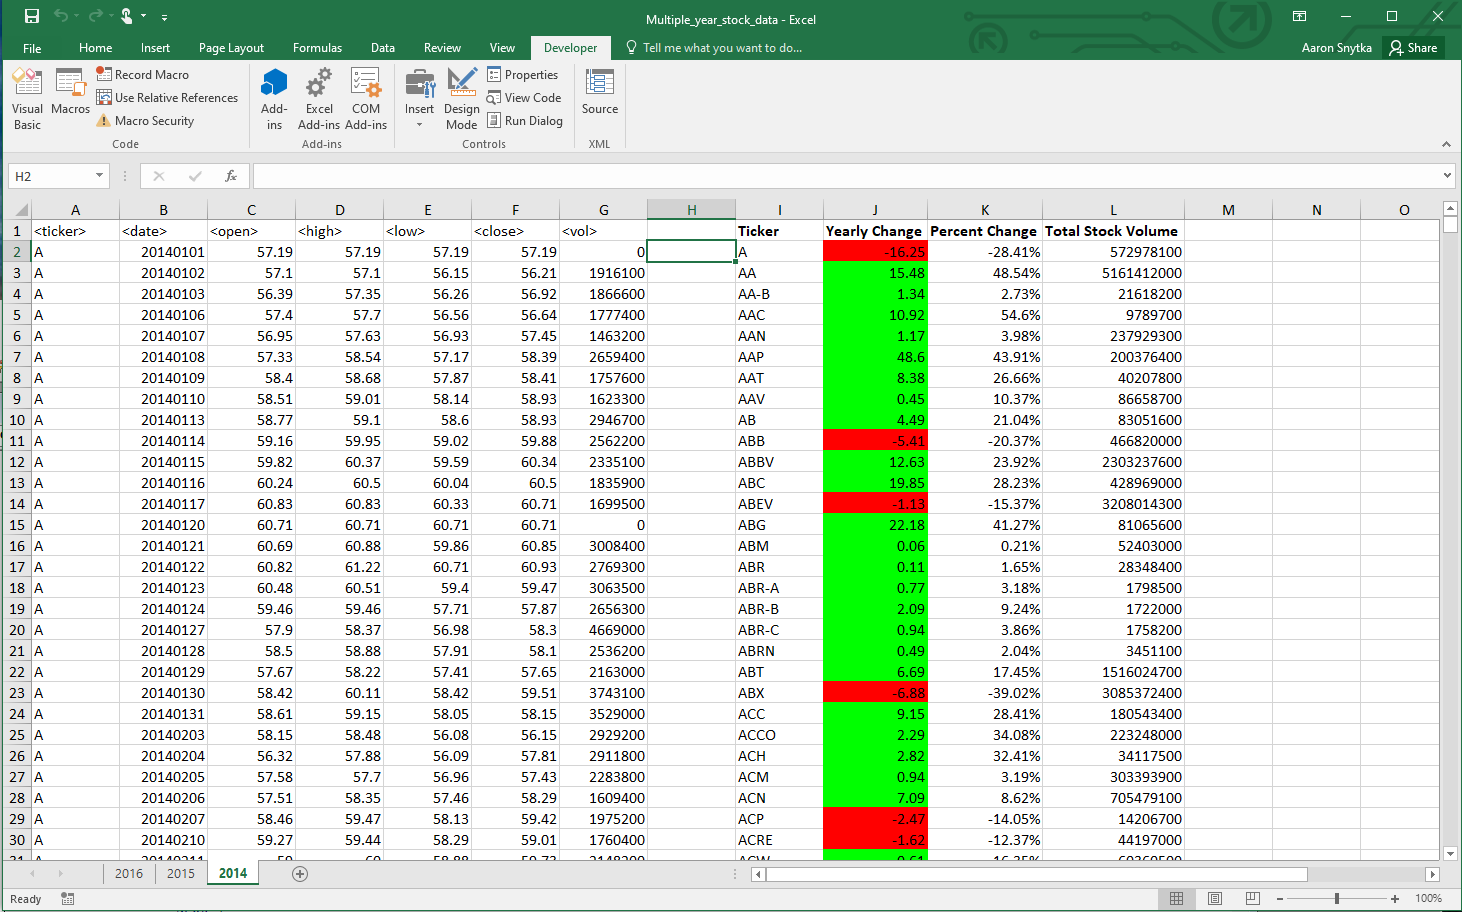 Multiple_year_stock_data - Excel
File Home Insert Page Layout Formulas Data Review View Developer Tell me what you want to do... Aaron Snytka Share
Visual Basic
Macros
Record Macro
Use Relative References
Macro Security
Code
Add-ins
Excel Add-ins
COM Add-ins
Add-ins
Insert
Design Mode
Properties
View Code
Run Dialog
Controls
Source
XML
H2 fx
A B C D E F G H I J K L M N O
1 <ticker> <date> <open> <high> <low> <close> <vol> Ticker Yearly Change Percent Change Total Stock Volume
2 A 20140101 57.19 57.19 57.19 57.19 0 A -16.25 -28.41% 572978100
3 A 20140102 57.1 57.1 56.15 56.21 1916100 AA 15.48 48.54% 5161412000
4 A 20140103 56.39 57.35 56.26 56.92 1866600 AA-B 1.34 2.73% 21618200
5 A 20140106 57.4 57.7 56.56 56.64 1777400 AAC 10.92 54.6% 9789700
6 A 20140107 56.95 57.63 56.93 57.45 1463200 AAN 1.17 3.98% 237929300
7 A 20140108 57.33 58.54 57.17 58.39 2659400 AAP 48.6 43.91% 200376400
8 A 20140109 58.4 58.68 57.87 58.41 1757600 AAT 8.38 26.66% 40207800
9 A 20140110 58.51 59.01 58.14 58.93 1623300 AAV 0.45 10.37% 86658700
10 A 20140113 58.77 59.1 58.6 58.93 2946700 AB 4.49 21.04% 83051600
11 A 20140114 59.16 59.95 59.02 59.88 2562200 ABB -5.41 -20.37% 466820000
12 A 20140115 59.82 60.37 59.59 60.34 2335100 ABBV 12.63 23.92% 2303237600
13 A 20140116 60.24 60.5 60.04 60.5 1835900 ABC 19.85 28.23% 428969000
14 A 20140117 60.83 60.83 60.33 60.71 1699500 ABEV -1.13 -15.37% 3208014300
15 A 20140120 60.71 60.71 60.71 60.71 0 ABG 22.18 41.27% 81065600
16 A 20140121 60.69 60.88 59.86 60.85 3008400 ABM 0.06 0.21% 52403000
17 A 20140122 60.82 61.22 60.71 60.93 2769300 ABR 0.11 1.65% 28348400
18 A 20140123 60.48 60.51 59.4 59.47 3063500 ABR-A 0.77 3.18% 1798500
19 A 20140124 59.46 59.46 57.71 57.87 2656300 ABR-B 2.09 9.24% 1722000
20 A 20140127 57.9 58.37 56.98 58.3 4669000 ABR-C 0.94 3.86% 1758200
21 A 20140128 58.5 58.88 57.91 58.1 2536200 ABRN 0.49 2.04% 3451100
22 A 20140129 57.67 58.22 57.41 57.65 2163000 ABT 6.69 17.45% 1516024700
23 A 20140130 58.42 60.11 58.42 59.51 3743100 ABX -6.88 -39.02% 3085372400
24 A 20140131 58.61 59.15 58.05 58.15 3529000 ACC 9.15 28.41% 180543400
25 A 20140203 58.15 58.48 56.08 56.15 2929200 ACCO 2.29 34.08% 223248000
26 A 20140204 56.32 57.88 56.09 57.81 2911800 ACH 2.82 32.41% 34117500
27 A 20140205 57.58 57.7 56.96 57.43 2283800 ACM 0.94 3.19% 303393900
28 A 20140206 57.51 58.35 57.46 58.29 1609400 ACN 7.09 8.62% 705479100
29 A 20140207 58.46 59.47 58.13 59.42 1975200 ACP -2.47 -14.05% 14206700
30 A 20140210 59.27 59.44 58.29 59.01 1760400 ACRE -1.62 -12.37% 44197000
2016 2015 2014
Ready 100%